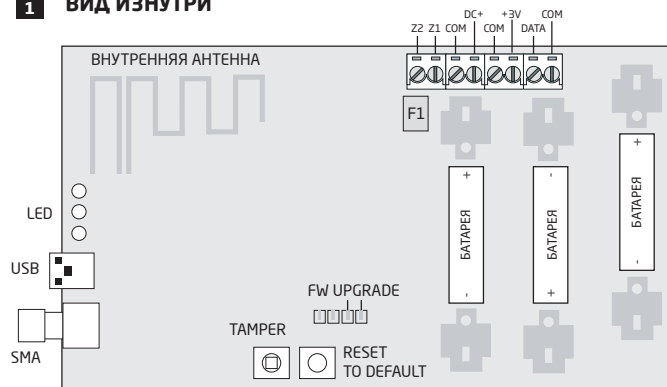 1 ВИД ИЗНУТРИ
DC+ +3V COM
Z2 Z1 COM COM DATA
ВНУТРЕННЯЯ АНТЕННА
F1
+ - +
БАТАРЕЯ БАТАРЕЯ БАТАРЕЯ
- + -
LED
USB
SMA
FW UPGRADE
TAMPER
RESET
TO DEFAULT